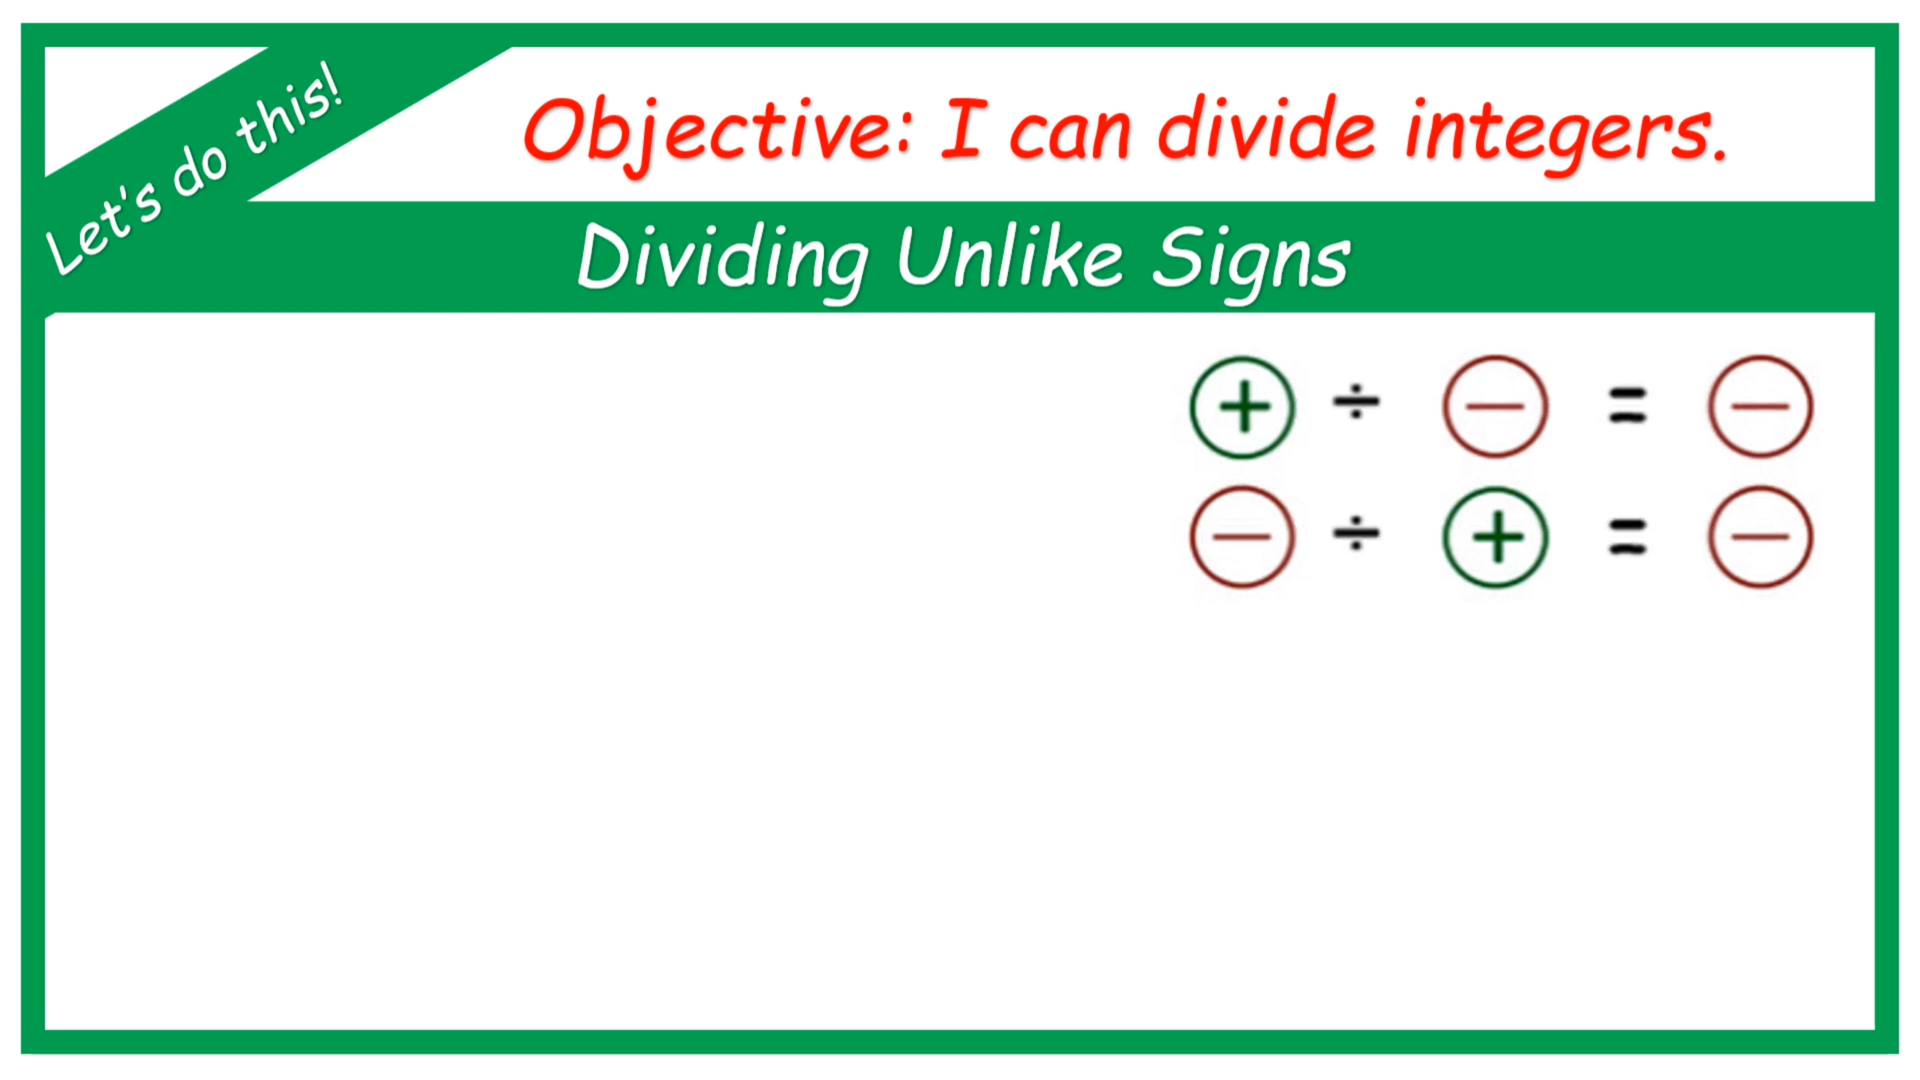 Let's do this!
Objective: I can divide integers.
Dividing Unlike Signs
+ ÷ − = −
− ÷ + = −